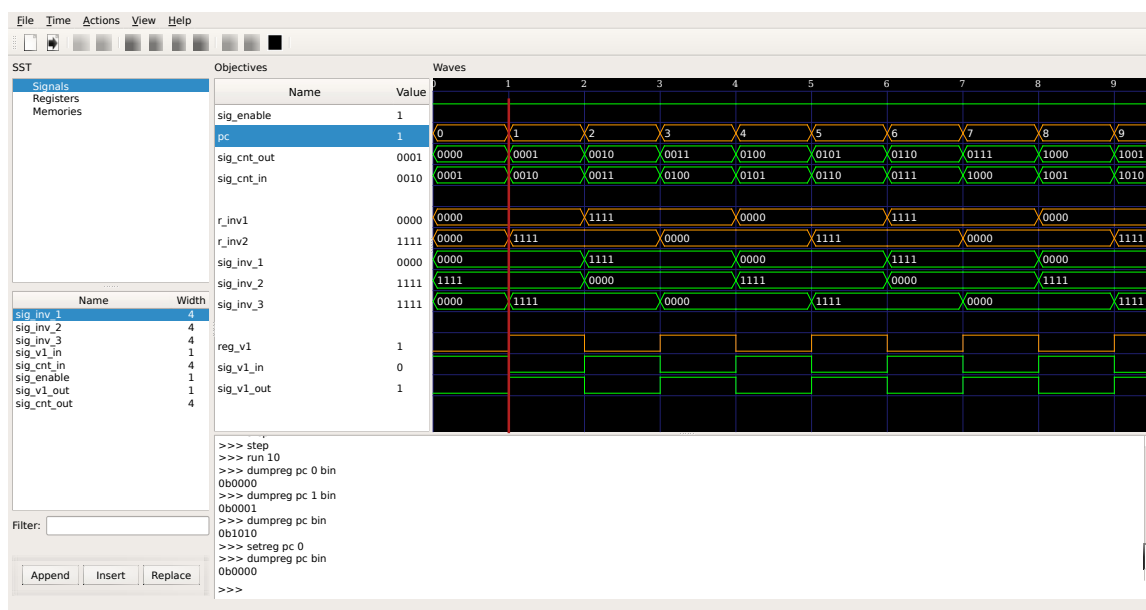 File Time Actions View Help
SST
Signals
Registers
Memories
Name Width
sig_inv_1 4
sig_inv_2 4
sig_inv_3 4
sig_v1_in 1
sig_cnt_in 4
sig_enable 1
sig_v1_out 1
sig_cnt_out 4
Filter:
Append Insert Replace
Objectives
Name Value
sig_enable 1
pc 1
sig_cnt_out 0001
sig_cnt_in 0010
r_inv1 0000
r_inv2 1111
sig_inv_1 0000
sig_inv_2 1111
sig_inv_3 1111
reg_v1 1
sig_v1_in 0
sig_v1_out 1
Waves
1 2 3 4 5 6 7 8 9
0 1 2 3 4 5 6 7 8 9
0000 0001 0010 0011 0100 0101 0110 0111 1000 1001
0001 0010 0011 0100 0101 0110 0111 1000 1001 1010
0000 1111 0000 1111 0000
0000 1111 0000 1111 0000 1111
0000 1111 0000 1111 0000
1111 0000 1111 0000 1111
0000 1111 0000 1111 0000 1111
>>> step
>>> run 10
>>> dumpreg pc 0 bin
0b0000
>>> dumpreg pc 1 bin
0b0001
>>> dumpreg pc bin
0b1010
>>> setreg pc 0
>>> dumpreg pc bin
0b0000
>>>